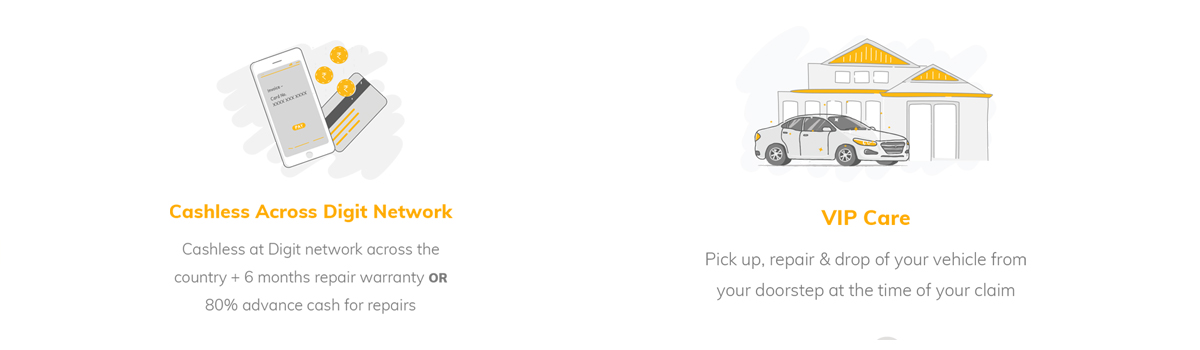 Invoice -
Card No.
XXXX XXX XXXX
PAY
Cashless Across Digit Network
Cashless at Digit network across the
country + 6 months repair warranty OR
80% advance cash for repairs
VIP Care
Pick up, repair & drop of your vehicle from
your doorstep at the time of your claim